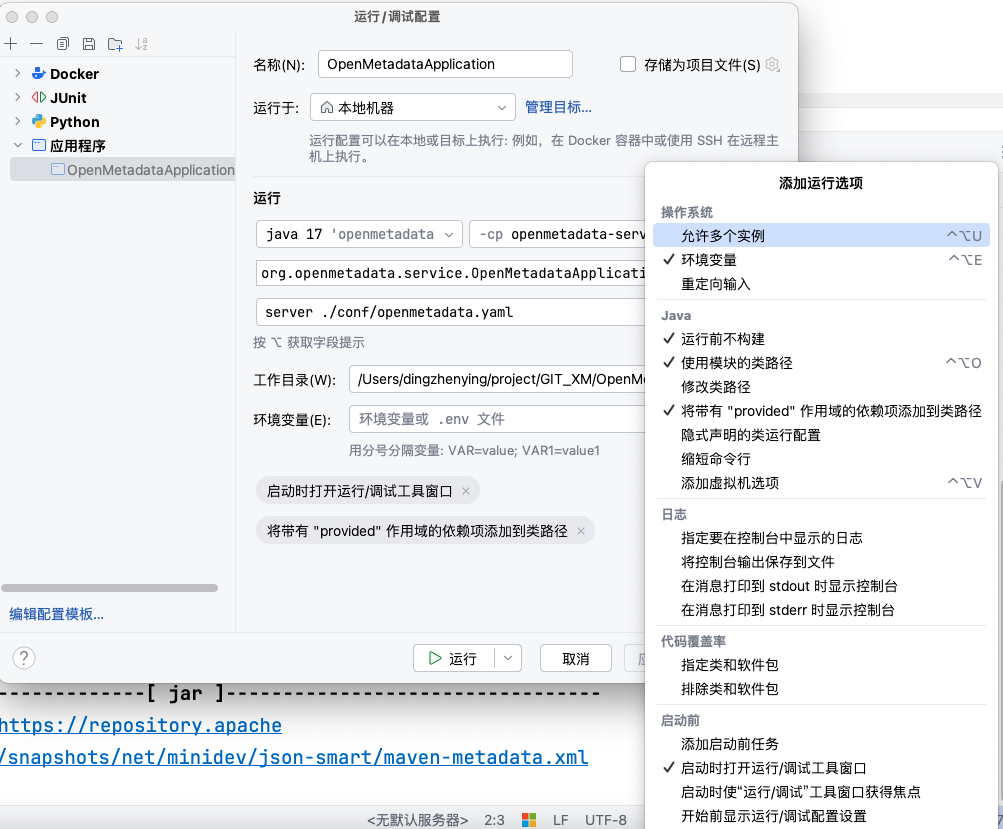 运行/调试配置
Docker
JUnit
Python
应用程序
OpenMetadataApplication
编辑配置模板...
名称(N):
OpenMetadataApplication
存储为项目文件(S)
运行于:
本地机器
管理目标...
运行配置可以在本地或目标上执行: 例如，在 Docker 容器中或使用 SSH 在远程主
机上执行。
运行
java 17 'openmetadata
-cp openmetadata-serv
org.openmetadata.service.OpenMetadataApplicati
server ./conf/openmetadata.yaml
按 ⌥ 获取字段提示
工作目录(W):
/Users/dingzhenying/project/GIT_XM/OpenMe
环境变量(E):
环境变量或 .env 文件
用分号分隔变量: VAR=value; VAR1=value1
启动时打开运行/调试工具窗口 ×
将带有 "provided" 作用域的依赖项添加到类路径 ×
?
运行
取消
添加运行选项
操作系统
允许多个实例 ^⌥U
✓ 环境变量 ^⌥E
重定向输入
Java
✓ 运行前不构建
✓ 使用模块的类路径 ^⌥O
修改类路径
✓ 将带有 "provided" 作用域的依赖项添加到类路径
隐式声明的类运行配置
缩短命令行
添加虚拟机选项 ^⌥V
日志
指定要在控制台中显示的日志
将控制台输出保存到文件
在消息打印到 stdout 时显示控制台
在消息打印到 stderr 时显示控制台
代码覆盖率
指定类和软件包
排除类和软件包
启动前
添加启动前任务
✓ 启动时打开运行/调试工具窗口
启动时使“运行/调试”工具窗口获得焦点
开始前显示运行/调试配置设置
-------------[ jar ]---------------------------------
https://repository.apache
/snapshots/net/minidev/json-smart/maven-metadata.xml
<无默认服务器> 2:3 LF UTF-8